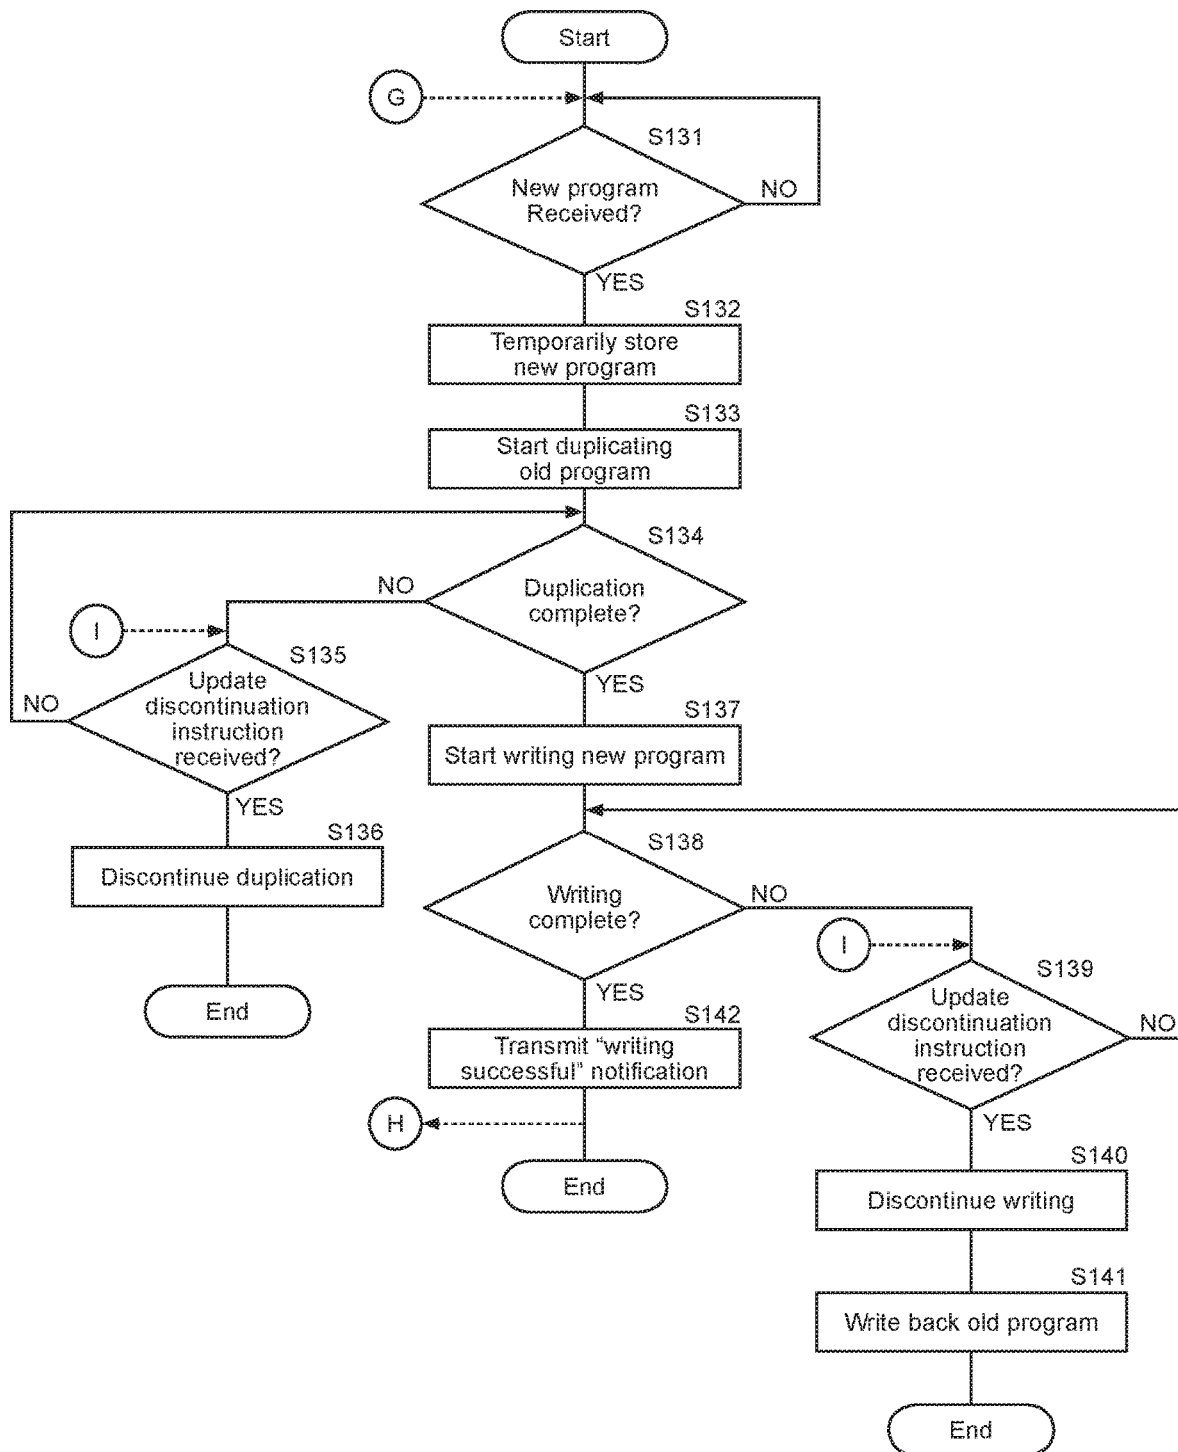 Start
G
S131
New program
Received?
NO
YES
S132
Temporarily store
new program
S133
Start duplicating
old program
S134
Duplication
complete?
NO
I
S135
Update
discontinuation
instruction
received?
NO
YES
YES
S137
Start writing new program
S136
Discontinue duplication
S138
Writing
complete?
NO
I
S139
Update
discontinuation
instruction
received?
NO
YES
End
S142
Transmit “writing
successful” notification
H
YES
End
S140
Discontinue writing
S141
Write back old program
End